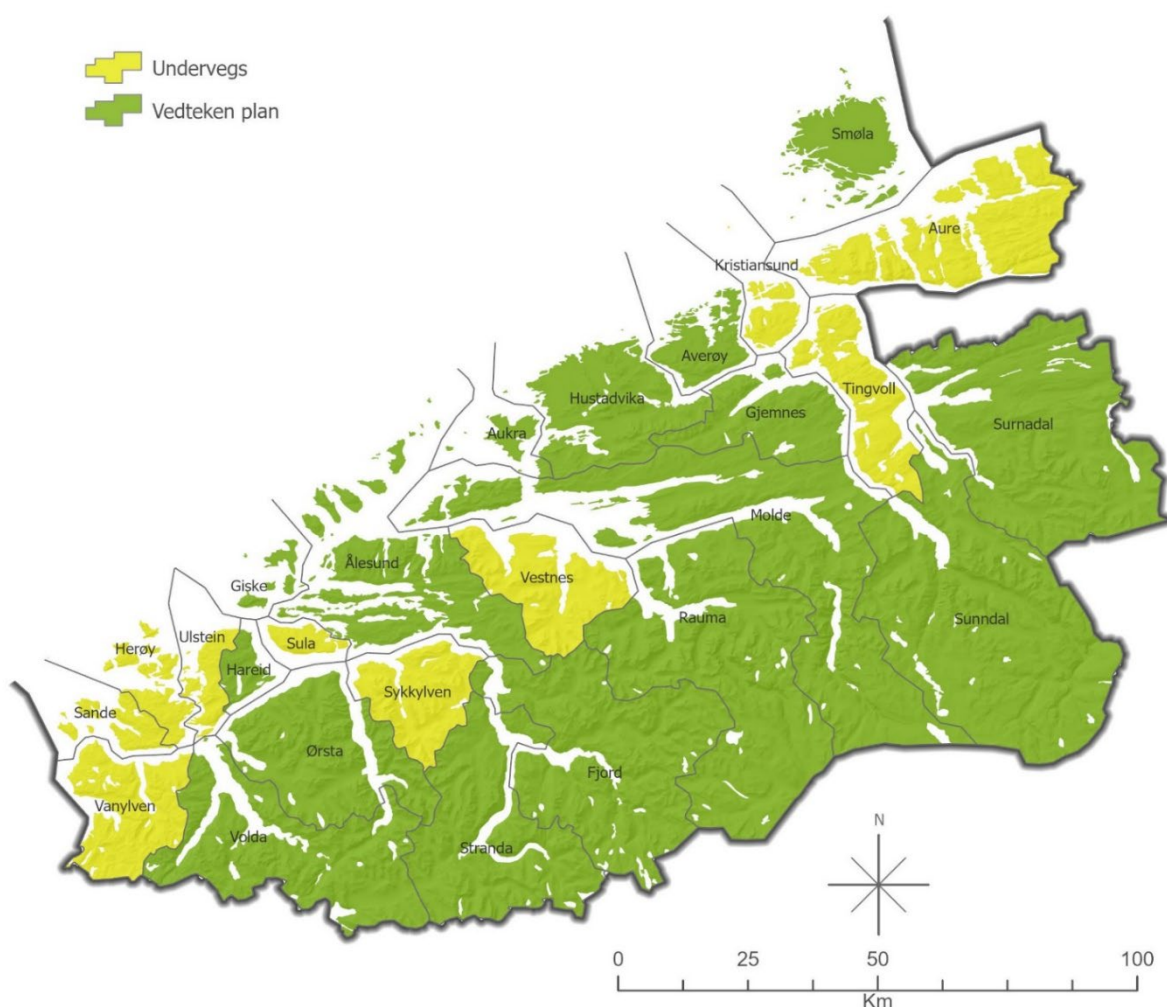 Undervegs
Vedteken plan
Smøla
Aure
Kristiansund
Averøy
Tingvoll
Hustadvika
Gjemnes
Surnadal
Aukra
Molde
Ålesund
Vestnes
Giske
Rauma
Sunndal
Ulstein
Sula
Herøy
Hareid
Sykkylven
Sande
Ørsta
Fjord
Vanylven
Volda
Stranda
N
0 25 50 100
Km